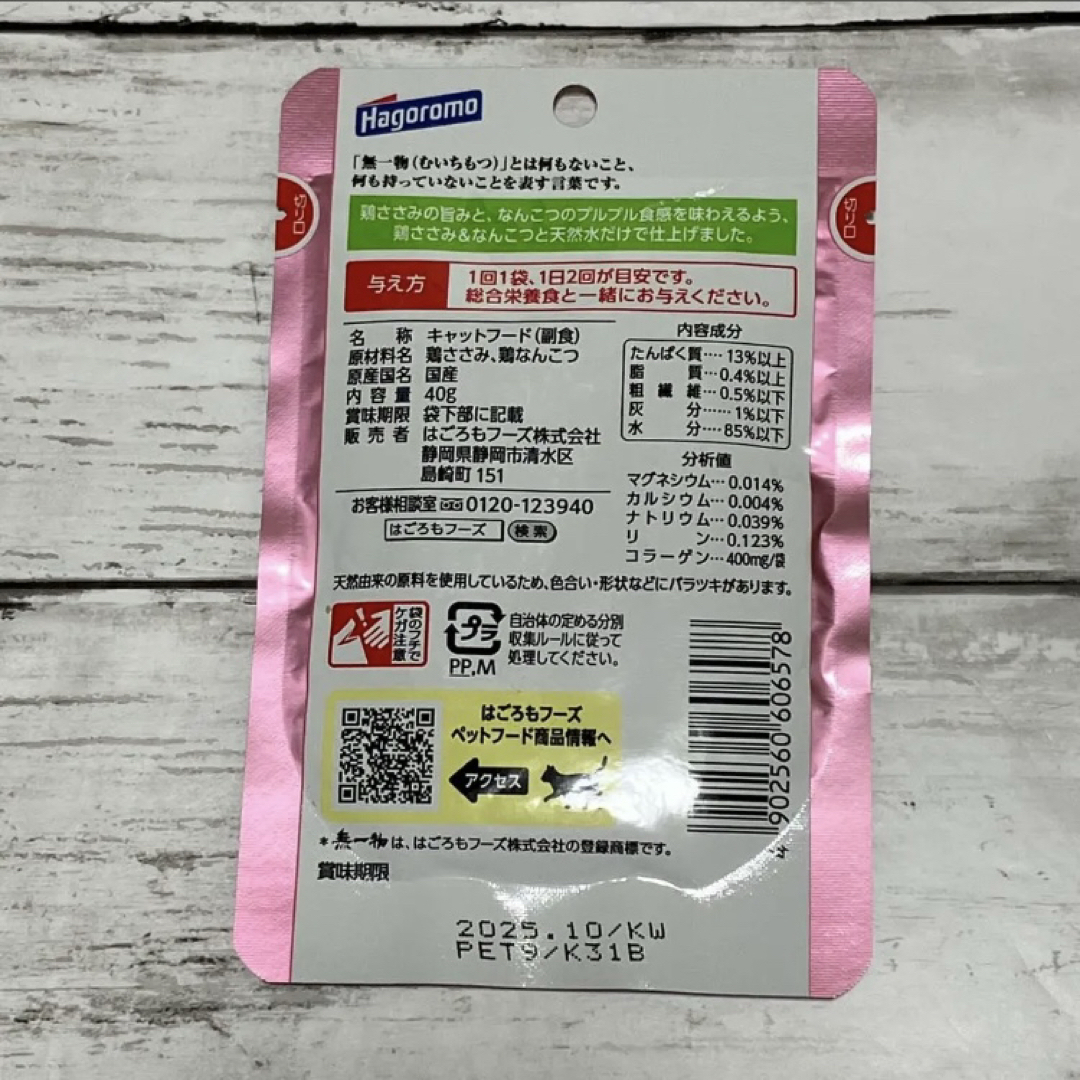 Hagoromo
「無一物(むいちもつ)」とは何もないこと、
何も持っていないことを表す言葉です。
切り口
切り口
鶏ささみの旨みと、なんこつのプルプル食感を味わえるよう、
鶏ささみ&なんこつと天然水だけで仕上げました。
与え方
1回1袋、1日2回が目安です。
総合栄養食と一緒にお与えください。
名称 キャットフード(副食)
原材料名 鶏ささみ、鶏なんこつ
原産国名 国産
内容量 40g
賞味期限 袋下部に記載
販売者 はごろもフーズ株式会社
静岡県静岡市清水区
島崎町151
お客様相談室 0120-123940
はごろもフーズ 検索
内容成分
たんぱく質‥‥13%以上
脂質‥‥0.4%以上
粗繊維‥‥0.5%以下
灰分‥‥‥1%以下
水分‥‥85%以下
分析値
マグネシウム‥‥0.014%
カルシウム‥‥0.004%
ナトリウム‥‥0.039%
リン‥‥0.123%
コラーゲン‥‥400mg/袋
天然由来の原料を使用しているため、色合い・形状などにバラツキがあります。
袋のフチで
ケガ注意
プラ
PP,M
自治体の定める分別
収集ルールに従って
処理してください。
はごろもフーズ
ペットフード商品情報へ
アクセス
4902560606578
*無一物は、はごろもフーズ株式会社の登録商標です。
賞味期限
2025.10/KW
PET9/K31B